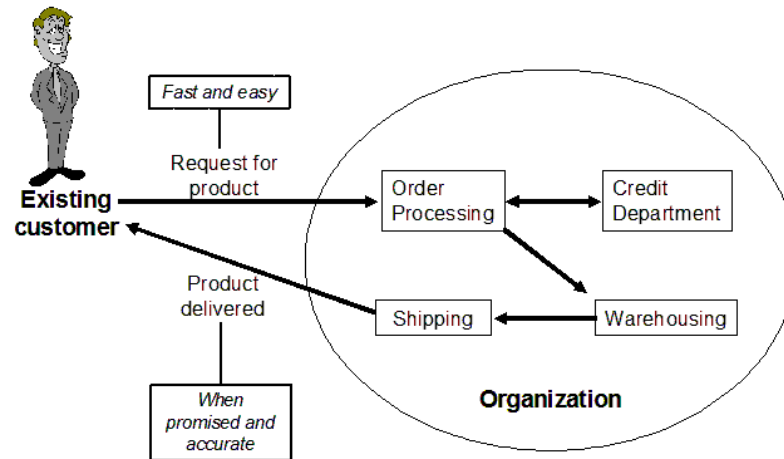 Fast and easy
Request for
product
Existing
customer
Order
Processing
Credit
Department
Product
delivered
Shipping
Warehousing
When
promised and
accurate
Organization